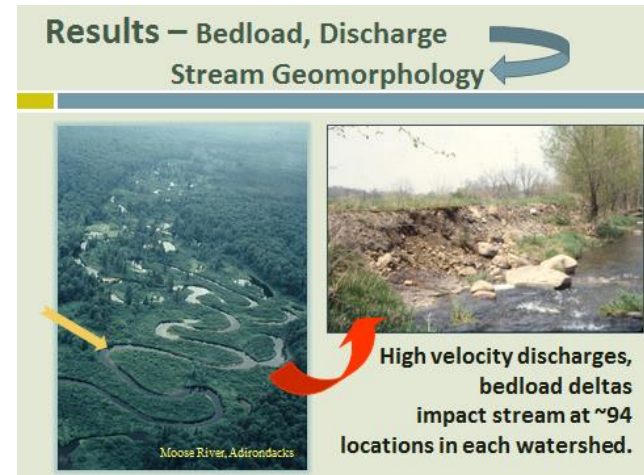 Results – Bedload, Discharge
Stream Geomorphology
Moose River, Adirondacks
High velocity discharges,
bedload deltas
impact stream at ~94
locations in each watershed.